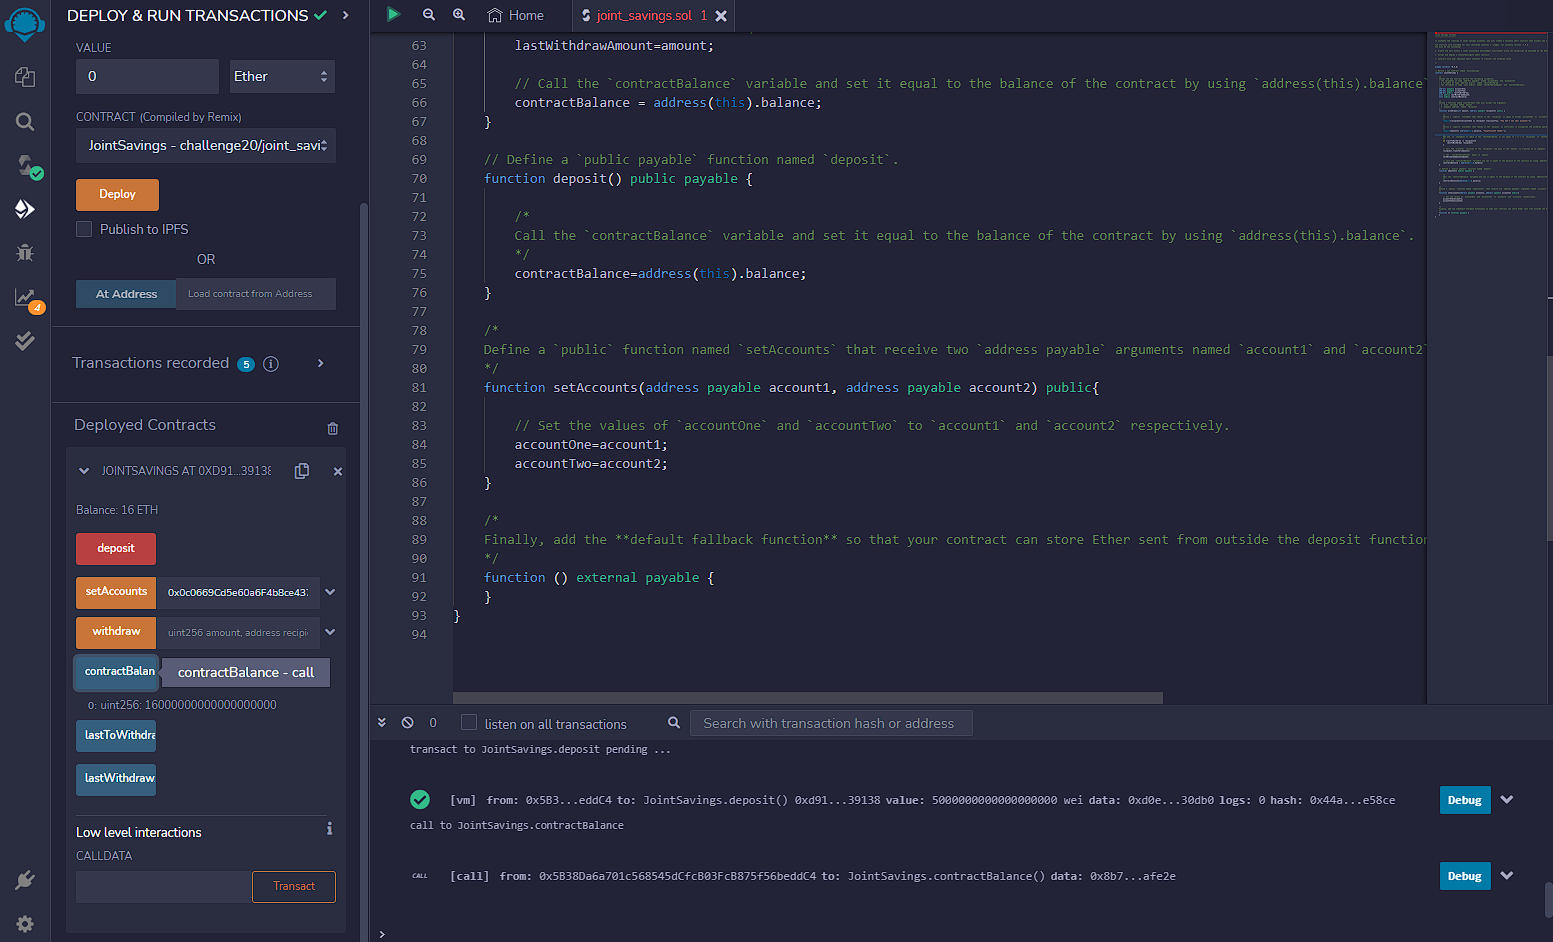 DEPLOY & RUN TRANSACTIONS
VALUE
0
Ether
CONTRACT (Compiled by Remix)
JointSavings - challenge20/joint_savi
Deploy
Publish to IPFS
OR
At Address
Load contract from Address
Transactions recorded 5 i
Deployed Contracts
JOINTSAVINGS AT 0XD91...39138
Balance: 16 ETH
deposit
setAccounts
0x0c0669Cd5e60a6F4b8ce437
withdraw
uint256 amount, address recipi
contractBalan
contractBalance - call
0: uint256: 16000000000000000000
lastToWithdra
lastWithdraw
Low level interactions
i
CALLDATA
Transact
4
Home
joint_savings.sol 1
63 lastWithdrawAmount=amount;
64
65 // Call the `contractBalance` variable and set it equal to the balance of the contract by using `address(this).balance`
66 contractBalance = address(this).balance;
67 }
68
69 // Define a `public payable` function named `deposit`.
70 function deposit() public payable {
71
72 /*
73 Call the `contractBalance` variable and set it equal to the balance of the contract by using `address(this).balance`.
74 */
75 contractBalance=address(this).balance;
76 }
77
78 /*
79 Define a `public` function named `setAccounts` that receive two `address payable` arguments named `account1` and `account2`
80 */
81 function setAccounts(address payable account1, address payable account2) public{
82
83 // Set the values of `accountOne` and `accountTwo` to `account1` and `account2` respectively.
84 accountOne=account1;
85 accountTwo=account2;
86 }
87
88 /*
89 Finally, add the **default fallback function** so that your contract can store Ether sent from outside the deposit function
90 */
91 function () external payable {
92 }
93 }
94
0
listen on all transactions
Search with transaction hash or address
transact to JointSavings.deposit pending ...
[vm] from: 0x5B3...eddC4 to: JointSavings.deposit() 0xd91...39138 value: 5000000000000000000 wei data: 0xd0e...30db0 logs: 0 hash: 0x44a...e58ce
Debug
call to JointSavings.contractBalance
CALL [call] from: 0x5B38Da6a701c568545dCfcB03FcB875f56beddC4 to: JointSavings.contractBalance() data: 0x8b7...afe2e
Debug
>